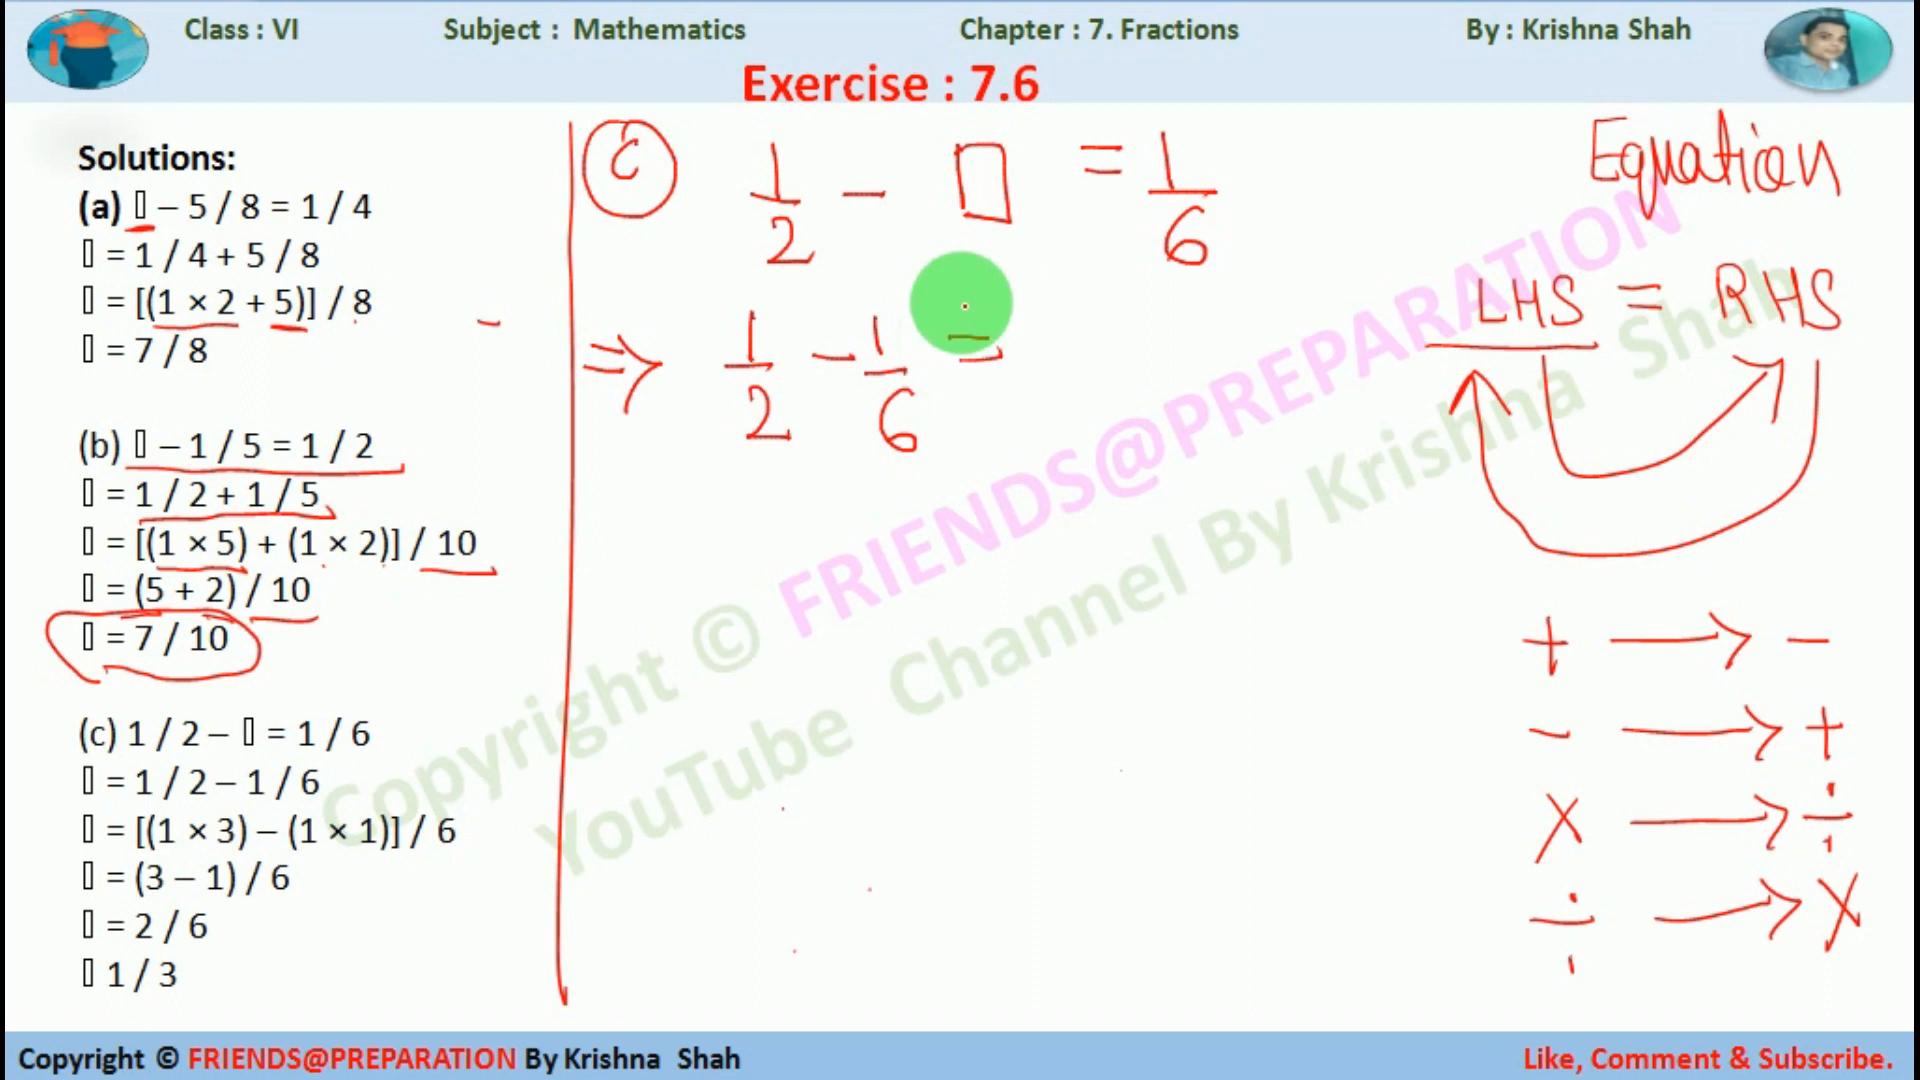 Class : VI Subject : Mathematics Chapter : 7. Fractions By : Krishna Shah
Exercise : 7.6
Solutions:
(a) ▯ – 5 / 8 = 1 / 4
▯ = 1 / 4 + 5 / 8
▯ = [(1 × 2 + 5)] / 8
▯ = 7 / 8
(b) ▯ – 1 / 5 = 1 / 2
▯ = 1 / 2 + 1 / 5
▯ = [(1 × 5) + (1 × 2)] / 10
▯ = (5 + 2) / 10
▯ = 7 / 10
(c) 1 / 2 – ▯ = 1 / 6
▯ = 1 / 2 – 1 / 6
▯ = [(1 × 3) – (1 × 1)] / 6
▯ = (3 – 1) / 6
▯ = 2 / 6
▯ 1 / 3
C 1/2 - □ = 1/6
⇒ 1/2 - 1/6 =
Equation
LHS = RHS
+ → -
- → +
× → ÷
÷ → ×
Copyright © FRIENDS@PREPARATION
YouTube Channel By Krishna Shah
Copyright © FRIENDS@PREPARATION By Krishna Shah
Like, Comment & Subscribe.